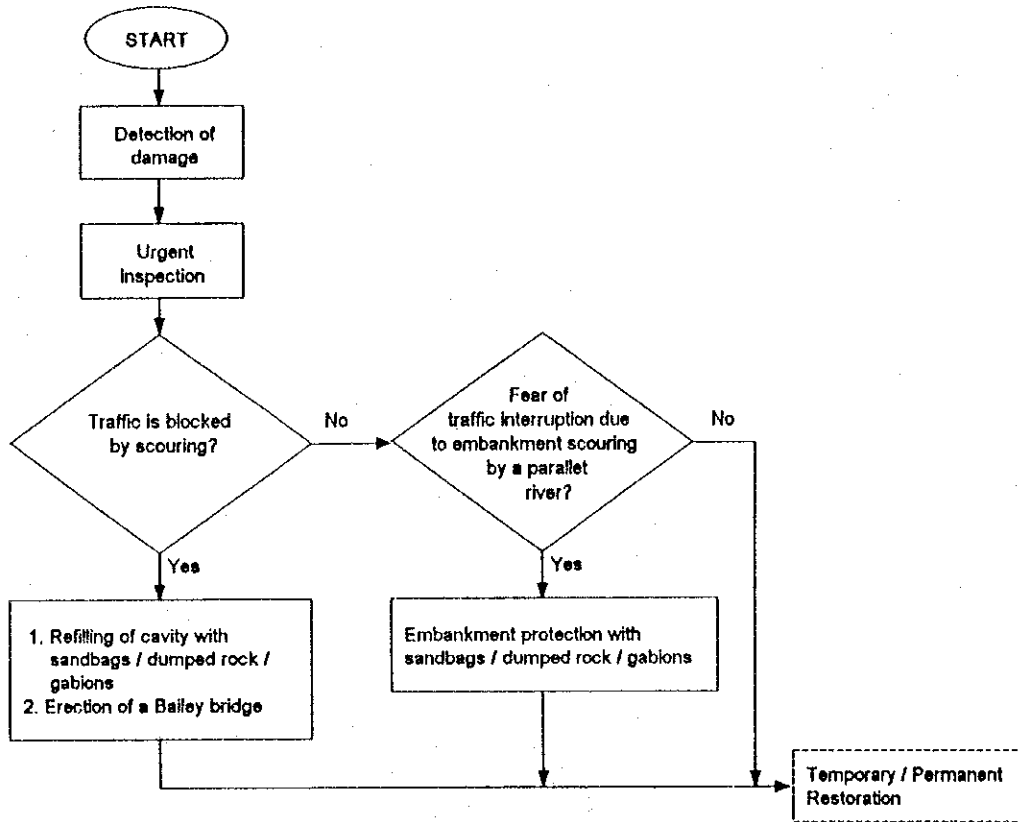 START
Detection of
damage
Urgent
Inspection
Traffic is blocked
by scouring?
No
Fear of
traffic interruption due
to embankment scouring
by a parallet
river?
No
Yes
Yes
1. Refilling of cavity with
sandbags / dumped rock /
gabions
2. Erection of a Bailey bridge
Embankment protection with
sandbags / dumped rock / gabions
Temporary / Permanent
Restoration